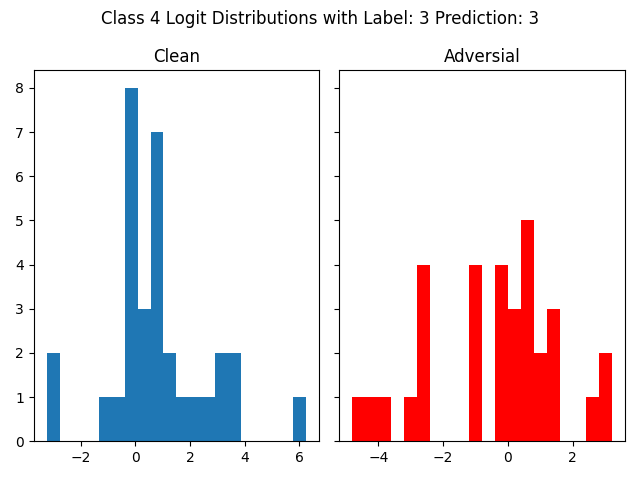 Class 4 Logit Distributions with Label: 3 Prediction: 3
Clean
Adversial
8
7
6
5
4
3
2
1
0
−2 0 2 4 6
−4 −2 0 2